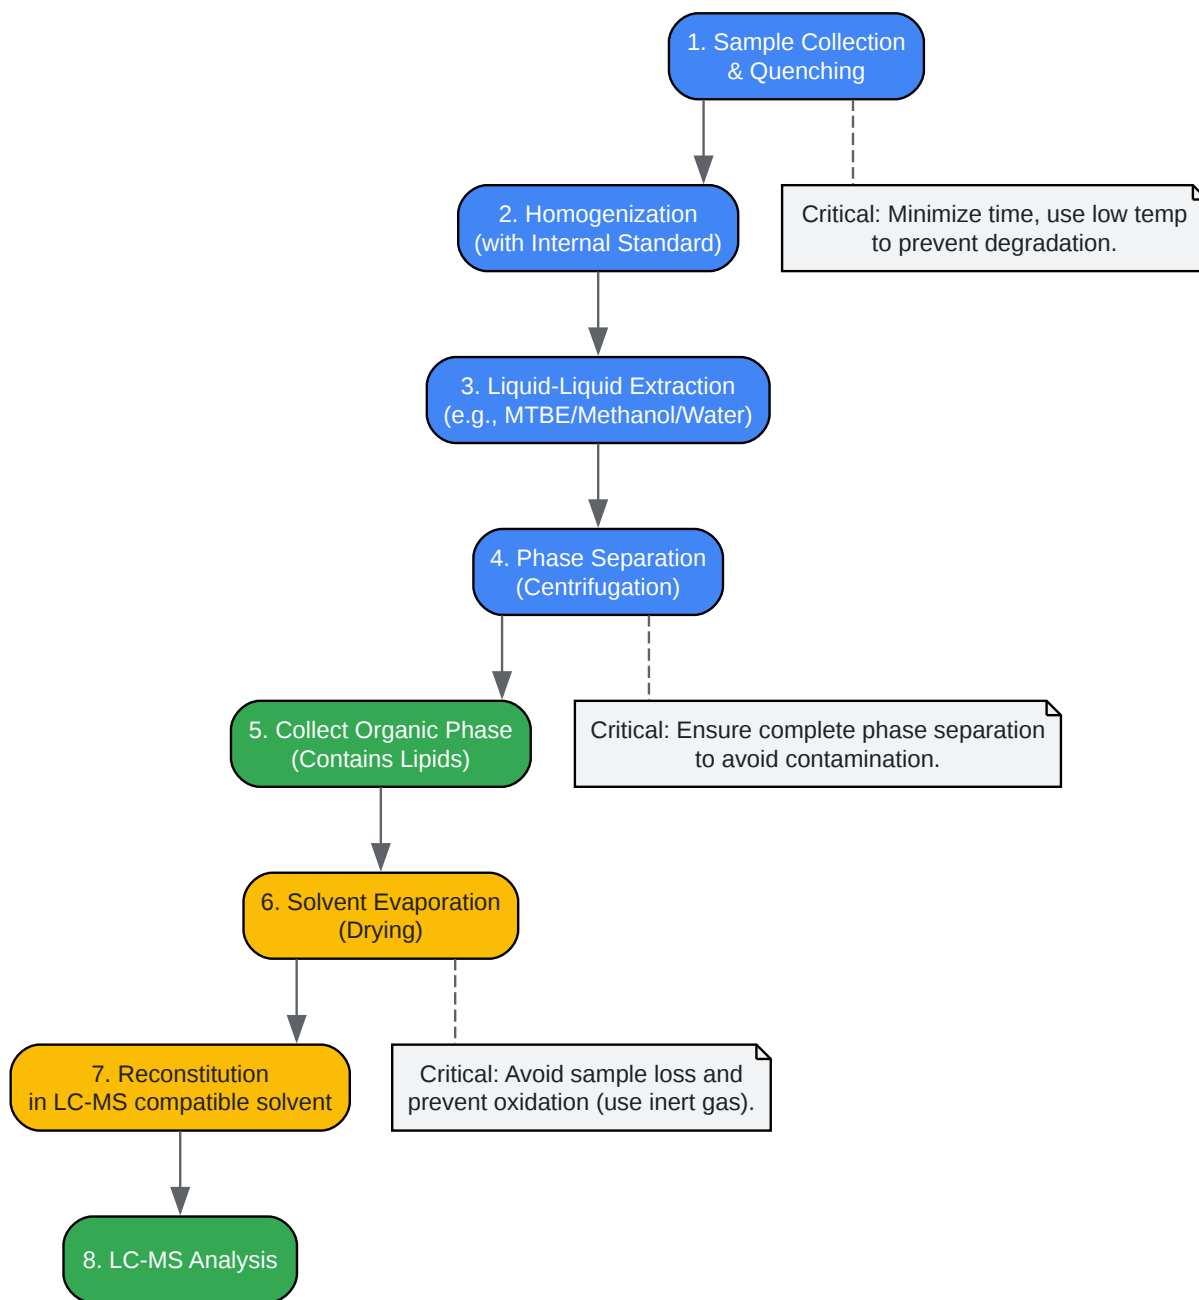 1. Sample Collection
& Quenching
2. Homogenization
(with Internal Standard)
Critical: Minimize time, use low temp
to prevent degradation.
3. Liquid-Liquid Extraction
(e.g., MTBE/Methanol/Water)
4. Phase Separation
(Centrifugation)
5. Collect Organic Phase
(Contains Lipids)
Critical: Ensure complete phase separation
to avoid contamination.
6. Solvent Evaporation
(Drying)
7. Reconstitution
in LC-MS compatible solvent
Critical: Avoid sample loss and
prevent oxidation (use inert gas).
8. LC-MS Analysis